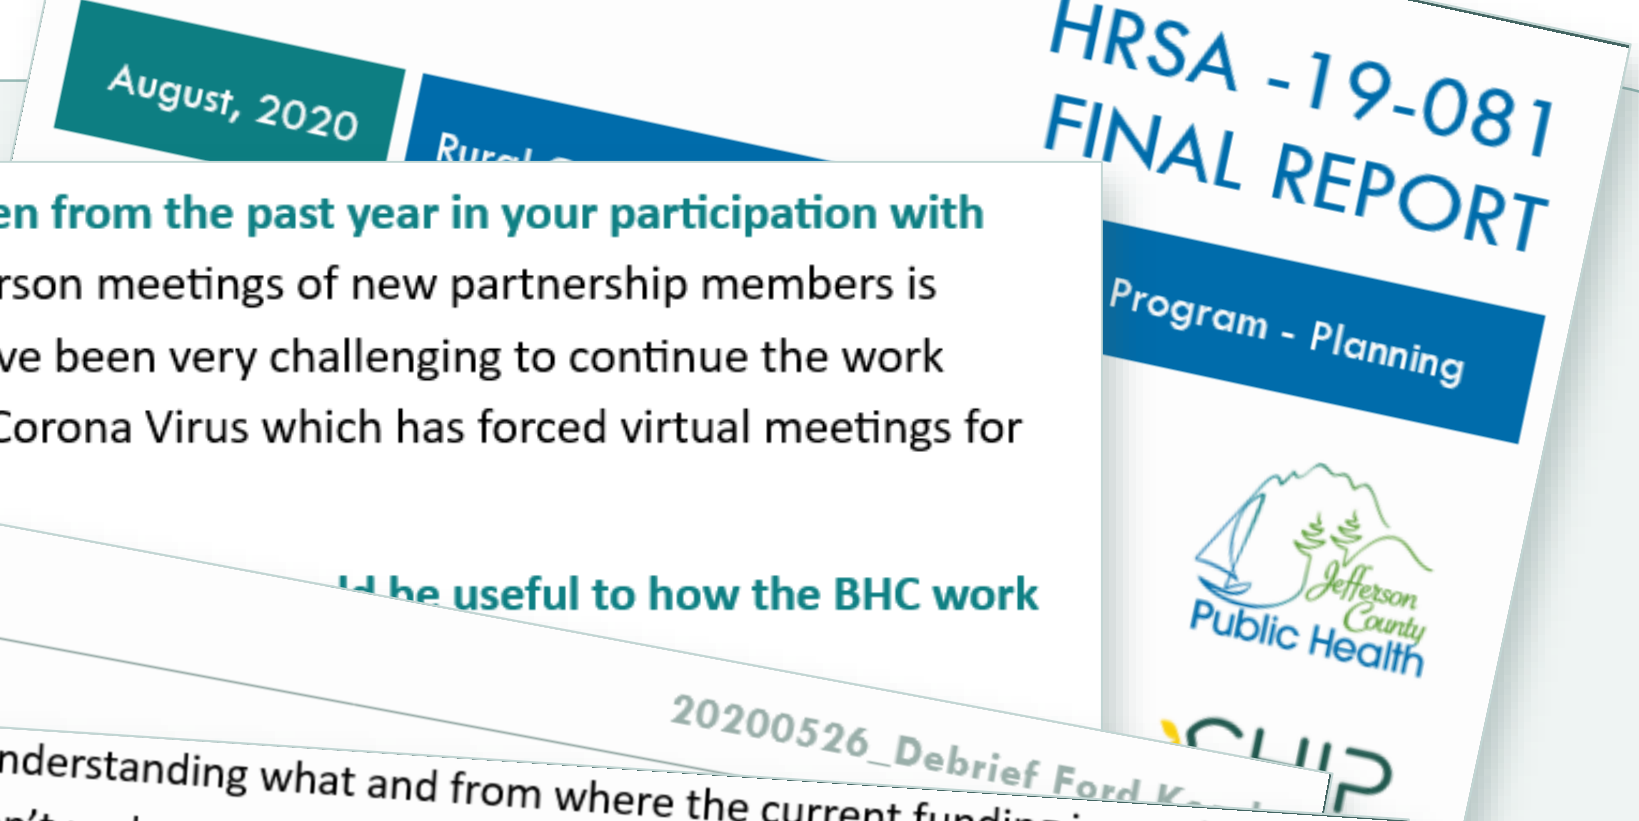 HRSA -19-081
FINAL REPORT
August, 2020
Rural
Program - Planning
en from the past year in your participation with
rson meetings of new partnership members is
ve been very challenging to continue the work
Corona Virus which has forced virtual meetings for
be useful to how the BHC work
Jefferson
County
Public Health
CHIP
20200526_Debrief Ford
nderstanding what and from where the current funding